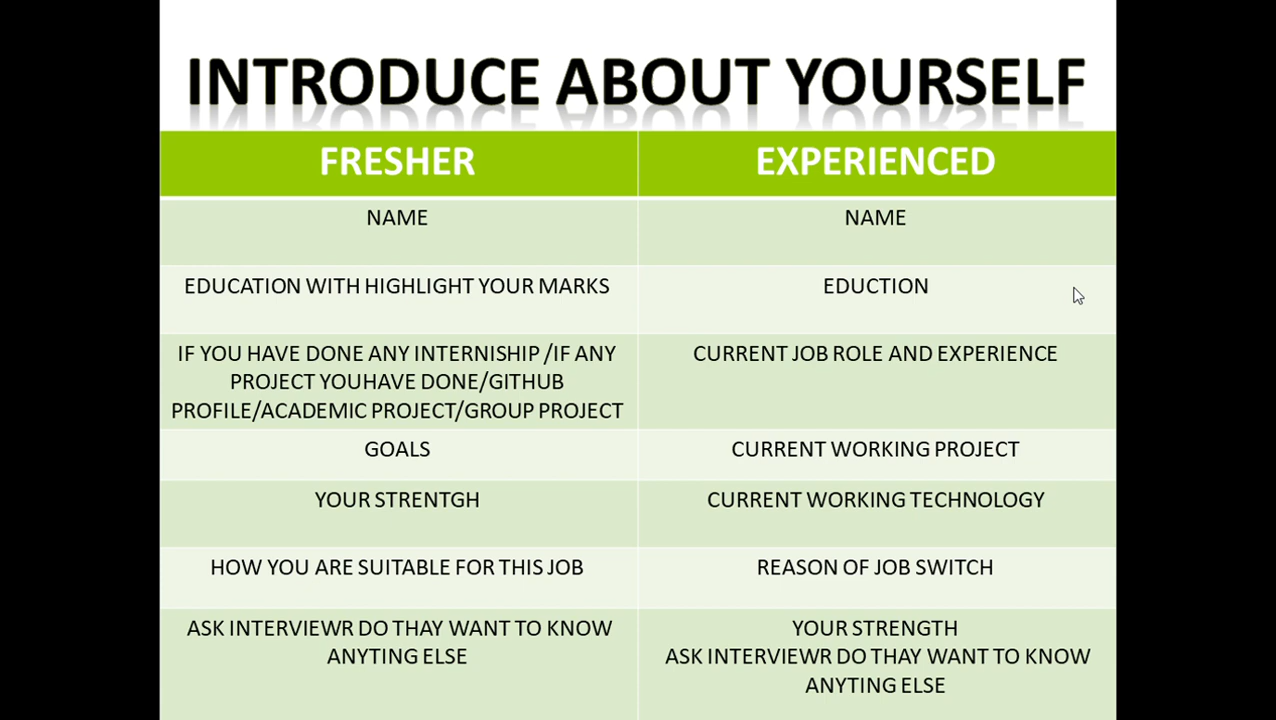 INTRODUCE ABOUT YOURSELF
FRESHER
EXPERIENCED
NAME
NAME
EDUCATION WITH HIGHLIGHT YOUR MARKS
EDUCTION
IF YOU HAVE DONE ANY INTERNISHIP /IF ANY
PROJECT YOUHAVE DONE/GITHUB
PROFILE/ACADEMIC PROJECT/GROUP PROJECT
CURRENT JOB ROLE AND EXPERIENCE
GOALS
CURRENT WORKING PROJECT
YOUR STRENTGH
CURRENT WORKING TECHNOLOGY
HOW YOU ARE SUITABLE FOR THIS JOB
REASON OF JOB SWITCH
ASK INTERVIEWR DO THAY WANT TO KNOW
ANYTING ELSE
YOUR STRENGTH
ASK INTERVIEWR DO THAY WANT TO KNOW
ANYTING ELSE